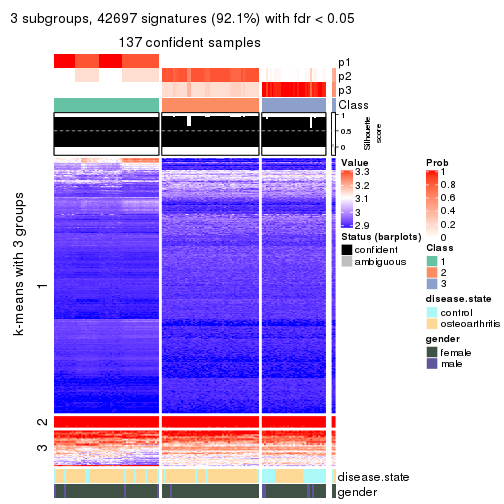 3 subgroups, 42697 signatures (92.1%) with fdr < 0.05
137 confident samples
p1
p2
p3
Class
1
0.5
0
Silhouette
score
k-means with 3 groups
1
2
3
disease.state
gender
Value
3.3
3.2
3.1
3
2.9
Status (barplots)
confident
ambiguous
Prob
1
0.8
0.6
0.4
0.2
0
Class
1
2
3
disease.state
control
osteoarthritis
gender
female
male